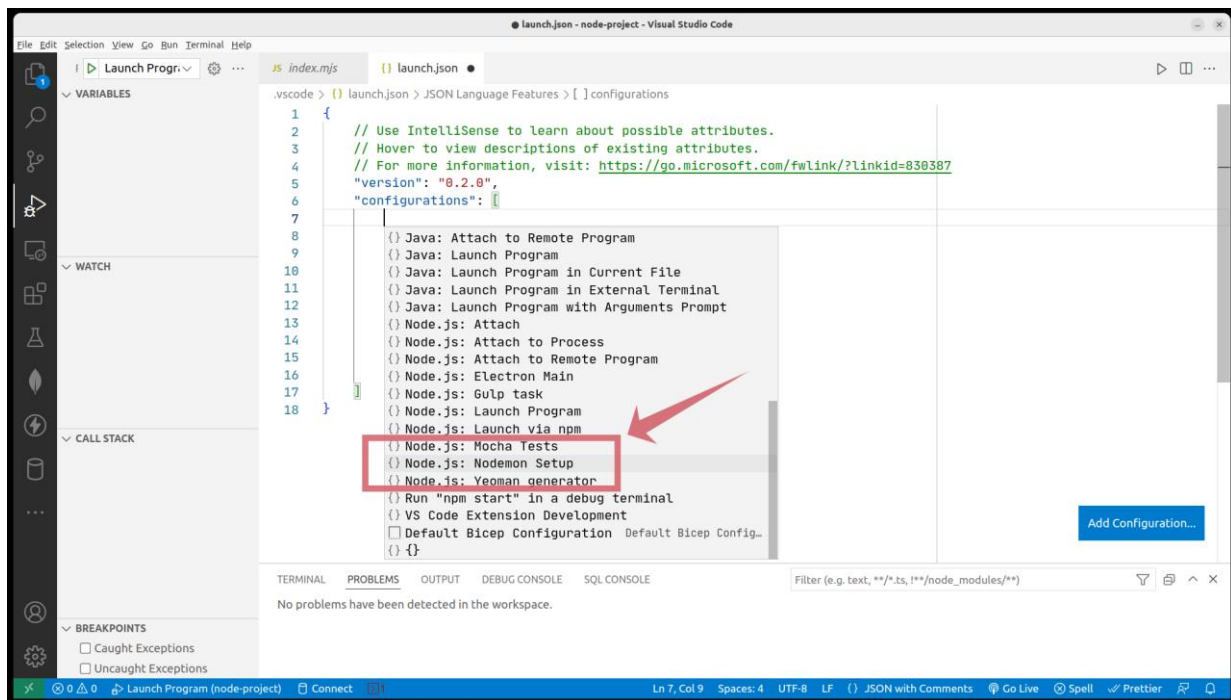 launch.json - node-project - Visual Studio Code
File Edit Selection View Go Run Terminal Help
Launch Progr
JS index.mjs
{} launch.json
.vscode > {} launch.json > JSON Language Features > [ ] configurations
VARIABLES
WATCH
CALL STACK
BREAKPOINTS
Caught Exceptions
Uncaught Exceptions
1 {
2 // Use IntelliSense to learn about possible attributes.
3 // Hover to view descriptions of existing attributes.
4 // For more information, visit: https://go.microsoft.com/fwlink/?linkid=830387
5 "version": "0.2.0",
6 "configurations": [
7
8
9
10
11
12
13
14
15
16
17 ]
18 }
{} Java: Attach to Remote Program
{} Java: Launch Program
{} Java: Launch Program in Current File
{} Java: Launch Program in External Terminal
{} Java: Launch Program with Arguments Prompt
{} Node.js: Attach
{} Node.js: Attach to Process
{} Node.js: Attach to Remote Program
{} Node.js: Electron Main
{} Node.js: Gulp task
{} Node.js: Launch Program
{} Node.js: Launch via npm
{} Node.js: Mocha Tests
{} Node.js: Nodemon Setup
{} Node.js: Yeoman generator
{} Run "npm start" in a debug terminal
{} VS Code Extension Development
Default Bicep Configuration Default Bicep Config…
{} {}
Add Configuration...
TERMINAL PROBLEMS OUTPUT DEBUG CONSOLE SQL CONSOLE
Filter (e.g. text, **/*.ts, !**/node_modules/**)
No problems have been detected in the workspace.
1
0 0 Launch Program (node-project) Connect
Ln 7, Col 9 Spaces: 4 UTF-8 LF {} JSON with Comments Go Live Spell Prettier